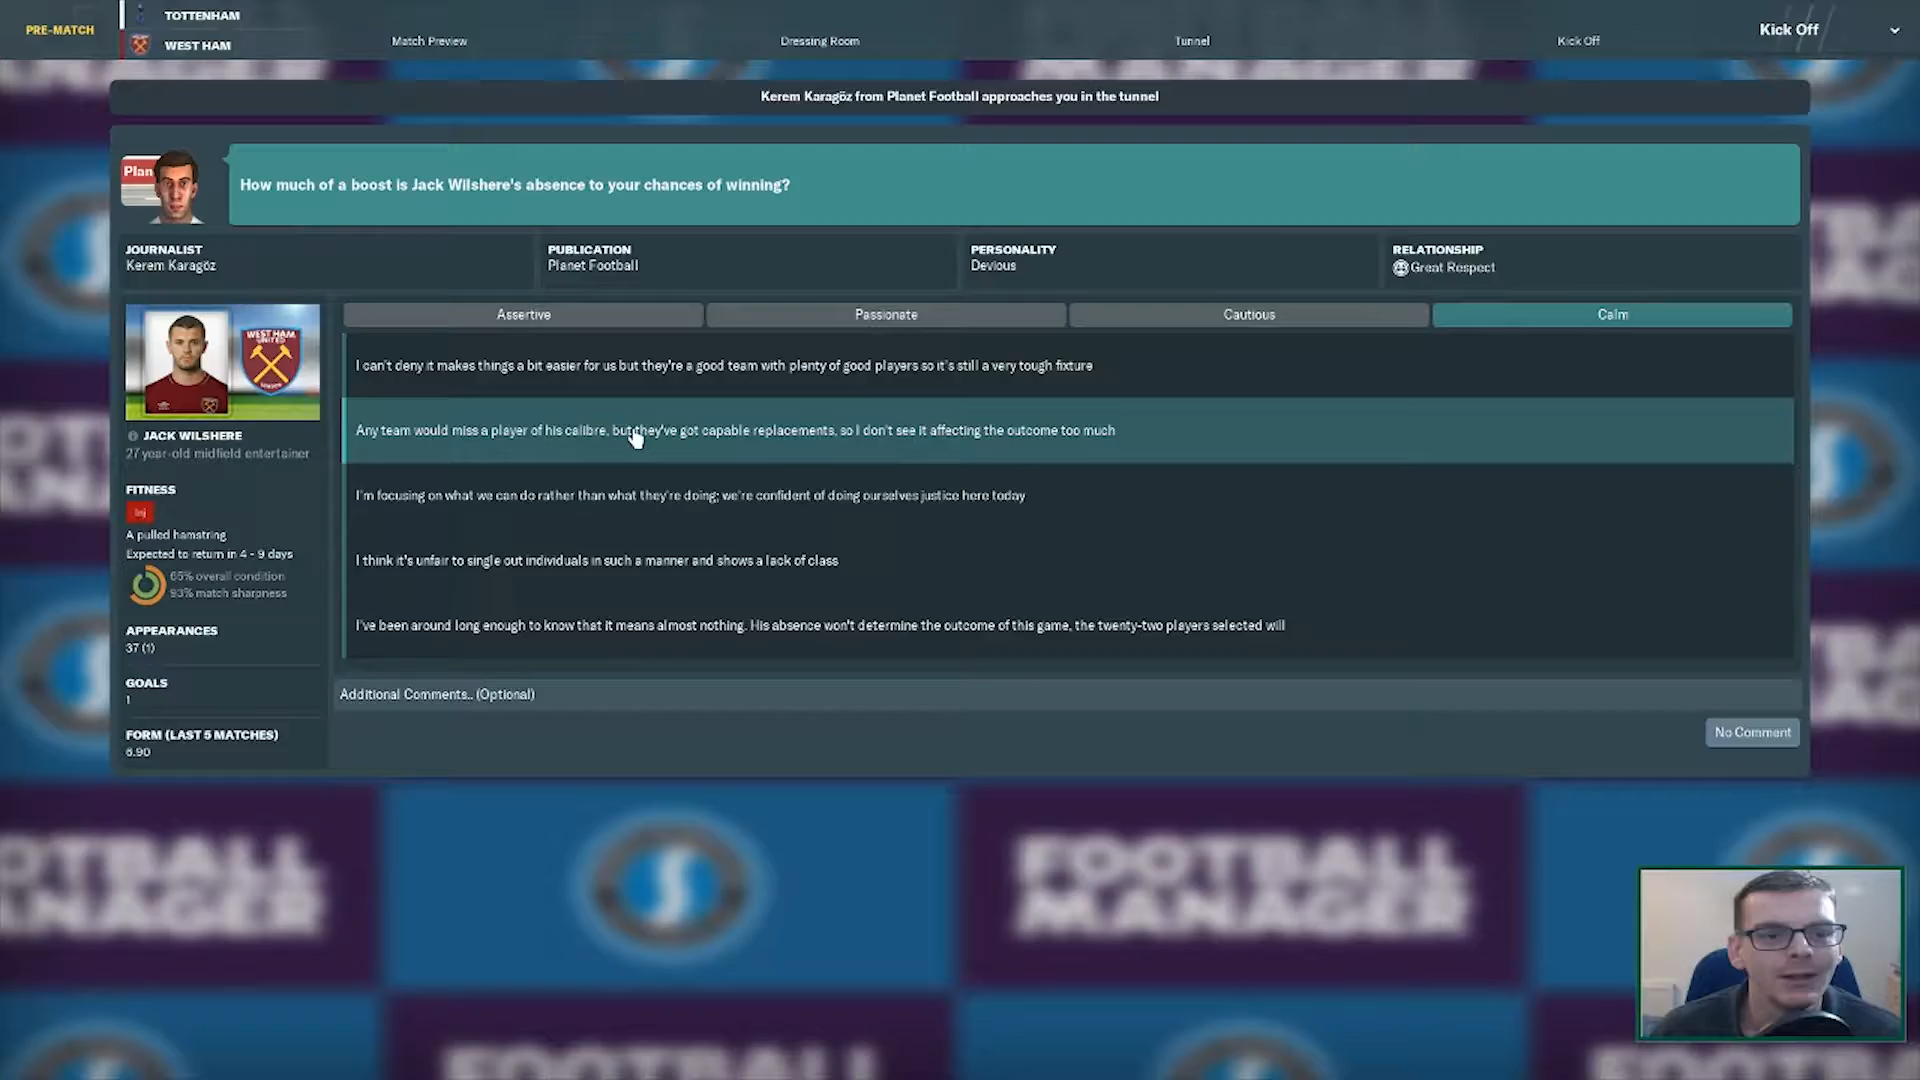 PRE-MATCH
TOTTENHAM
WEST HAM
Match Preview
Dressing Room
Tunnel
Kick Off
Kick Off
Kerem Karagöz from Planet Football approaches you in the tunnel
Plan
How much of a boost is Jack Wilshere's absence to your chances of winning?
JOURNALIST
Kerem Karagöz
PUBLICATION
Planet Football
PERSONALITY
Devious
RELATIONSHIP
Great Respect
Assertive
Passionate
Cautious
Calm
WEST HAM
UNITED
LONDON
JACK WILSHERE
27 year-old midfield entertainer
FITNESS
Inj
A pulled hamstring
Expected to return in 4 - 9 days
65% overall condition
93% match sharpness
APPEARANCES
37 (1)
GOALS
1
FORM (LAST 5 MATCHES)
6.90
I can't deny it makes things a bit easier for us but they're a good team with plenty of good players so it's still a very tough fixture
Any team would miss a player of his calibre, but they've got capable replacements, so I don't see it affecting the outcome too much
I'm focusing on what we can do rather than what they're doing; we're confident of doing ourselves justice here today
I think it's unfair to single out individuals in such a manner and shows a lack of class
I've been around long enough to know that it means almost nothing. His absence won't determine the outcome of this game, the twenty-two players selected will
Additional Comments.. (Optional)
No Comment
FOOTBALL
MANAGER
FOOTBALL